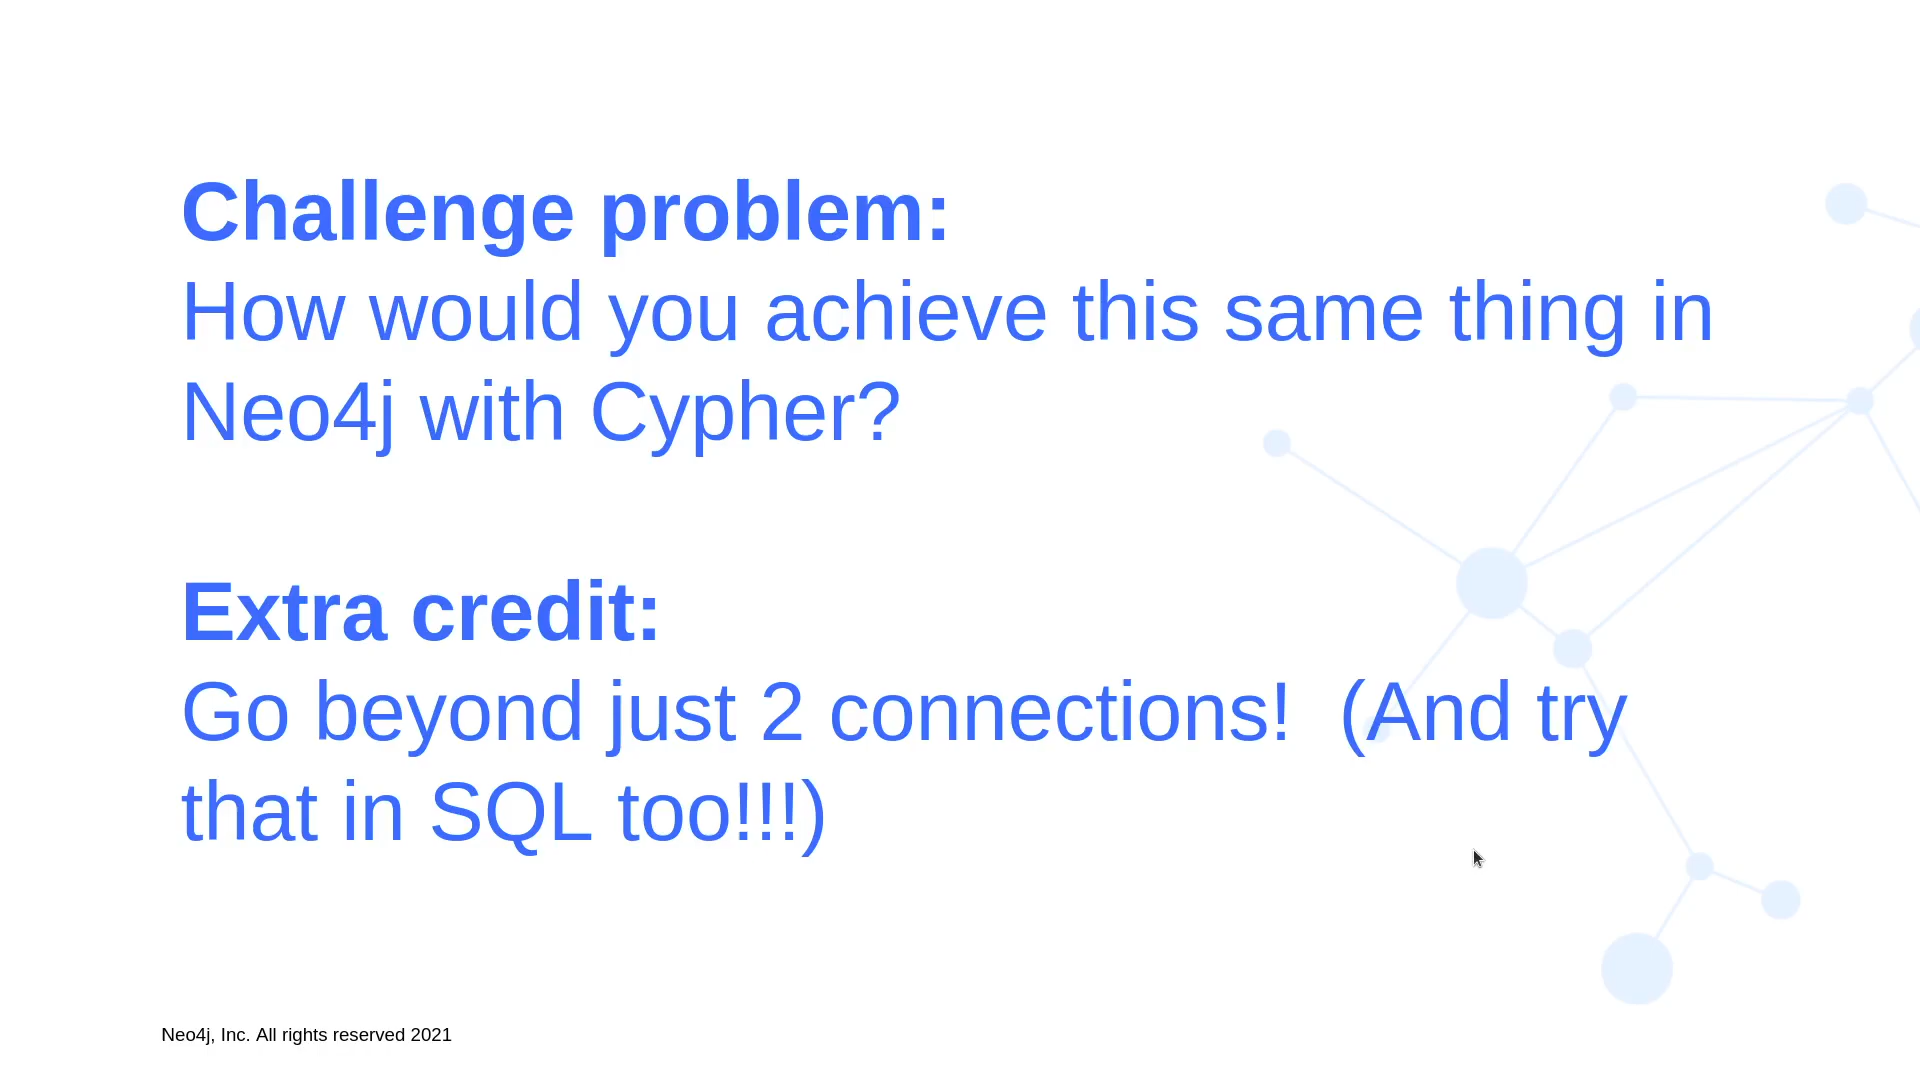 Challenge problem:
How would you achieve this same thing in
Neo4j with Cypher?
Extra credit:
Go beyond just 2 connections!  (And try
that in SQL too!!!)
Neo4j, Inc. All rights reserved 2021